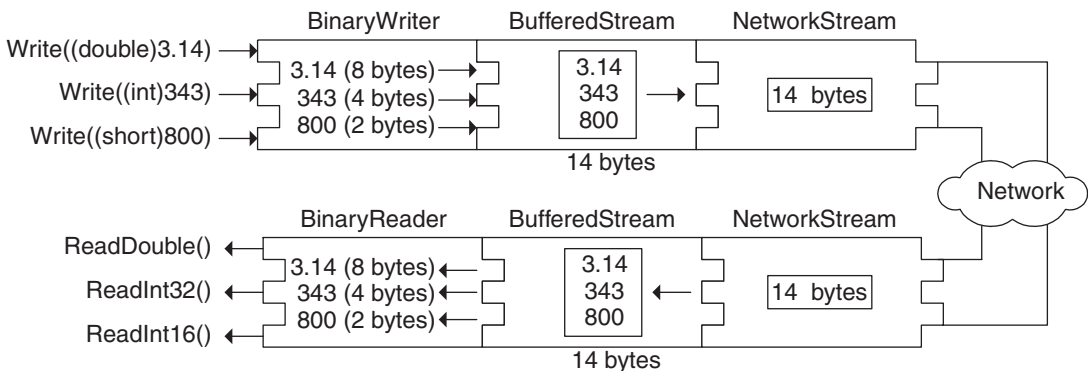 BinaryWriter BufferedStream NetworkStream
Write((double)3.14)
3.14 (8 bytes) 3.14
Write((int)343) 343 (4 bytes) 343 14 bytes
800 (2 bytes) 800
Write((short)800)
14 bytes
Network
BinaryReader BufferedStream NetworkStream
ReadDouble()
3.14 (8 bytes) 3.14
ReadInt32() 343 (4 bytes) 343 14 bytes
800 (2 bytes) 800
ReadInt16()
14 bytes